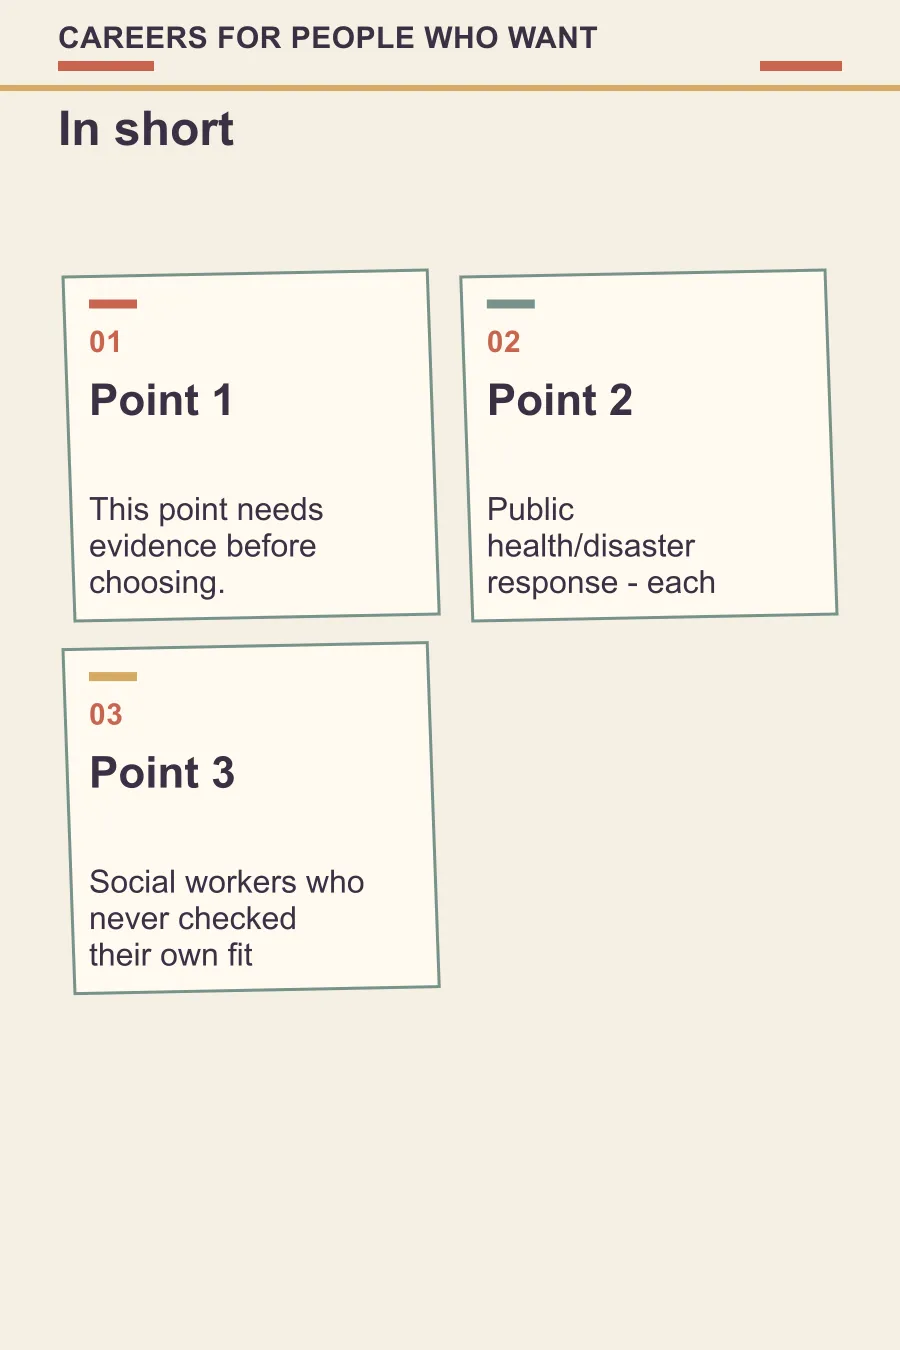 CAREERS FOR PEOPLE WHO WANT
In short
01
Point 1
This point needs
evidence before
choosing.
02
Point 2
Public
health/disaster
response - each
03
Point 3
Social workers who
never checked
their own fit